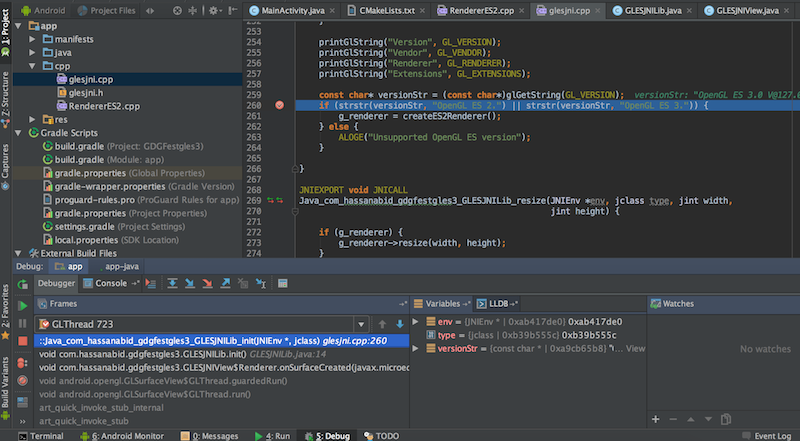 Android
Project Files
MainActivity.java
CMakeLists.txt
RendererES2.cpp
glesjni.cpp
GLESJNILib.java
GLESJNIView.java
1: Project
7: Structure
Captures
2: Favorites
Build Variants
app
manifests
java
cpp
glesjni.cpp
glesjni.h
RendererES2.cpp
res
Gradle Scripts
build.gradle (Project: GDGFestgles3)
build.gradle (Module: app)
gradle.properties (Global Properties)
gradle-wrapper.properties (Gradle Version)
proguard-rules.pro (ProGuard Rules for app)
gradle.properties (Project Properties)
settings.gradle (Project Settings)
local.properties (SDK Location)
External Build Files
252 }
253
254 printGlString("Version", GL_VERSION);
255 printGlString("Vendor", GL_VENDOR);
256 printGlString("Renderer", GL_RENDERER);
257 printGlString("Extensions", GL_EXTENSIONS);
258
259 const char* versionStr = (const char*)glGetString(GL_VERSION); versionStr: "OpenGL ES 3.0 V@127.0
260 if (strstr(versionStr, "OpenGL ES 2.") || strstr(versionStr, "OpenGL ES 3.")) {
261 g_renderer = createES2Renderer();
262 } else {
263 ALOGE("Unsupported OpenGL ES version");
264 }
265
266 }
267
268 JNIEXPORT void JNICALL
269 Java_com_hassanabid_gdgfestgles3_GLESJNILib_resize(JNIEnv *env, jclass type, jint width,
270 jint height) {
271
272 if (g_renderer) {
273 g_renderer->resize(width, height);
274 }
Debug: app app-java
Debugger Console
Frames
GLThread 723
::Java_com_hassanabid_gdgfestgles3_GLESJNILib_init(JNIEnv *, jclass) glesjni.cpp:260
void com.hassanabid.gdgfestgles3.GLESJNILib.init() GLESJNILib.java:14
void com.hassanabid.gdgfestgles3.GLESJNIView$Renderer.onSurfaceCreated(javax.microed
void android.opengl.GLSurfaceView$GLThread.guardedRun()
void android.opengl.GLSurfaceView$GLThread.run()
art_quick_invoke_stub_internal
art_quick_invoke_stub
Variables LLDB
env = {JNIEnv * | 0xab417de0} 0xab417de0
type = {jclass | 0xb39b555c} 0xb39b555c
versionStr = {const char * | 0xa9cb65b8} "... View
Watches
No watches
Terminal
6: Android Monitor
0: Messages
4: Run
5: Debug
TODO
Event Log